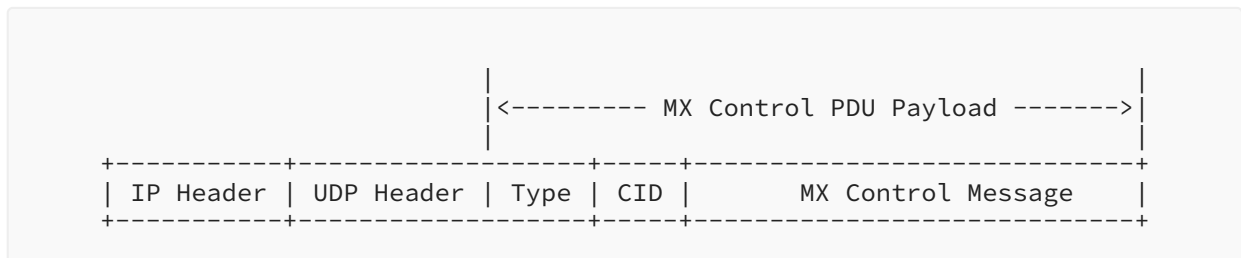 |                                          |
|<--------- MX Control PDU Payload ------->|
|                                          |
+-----------+-------------------+-----+-----------------------------+
| IP Header | UDP Header | Type | CID |       MX Control Message    |
+-----------+-------------------+-----+-----------------------------+